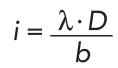 i = λ · D / b